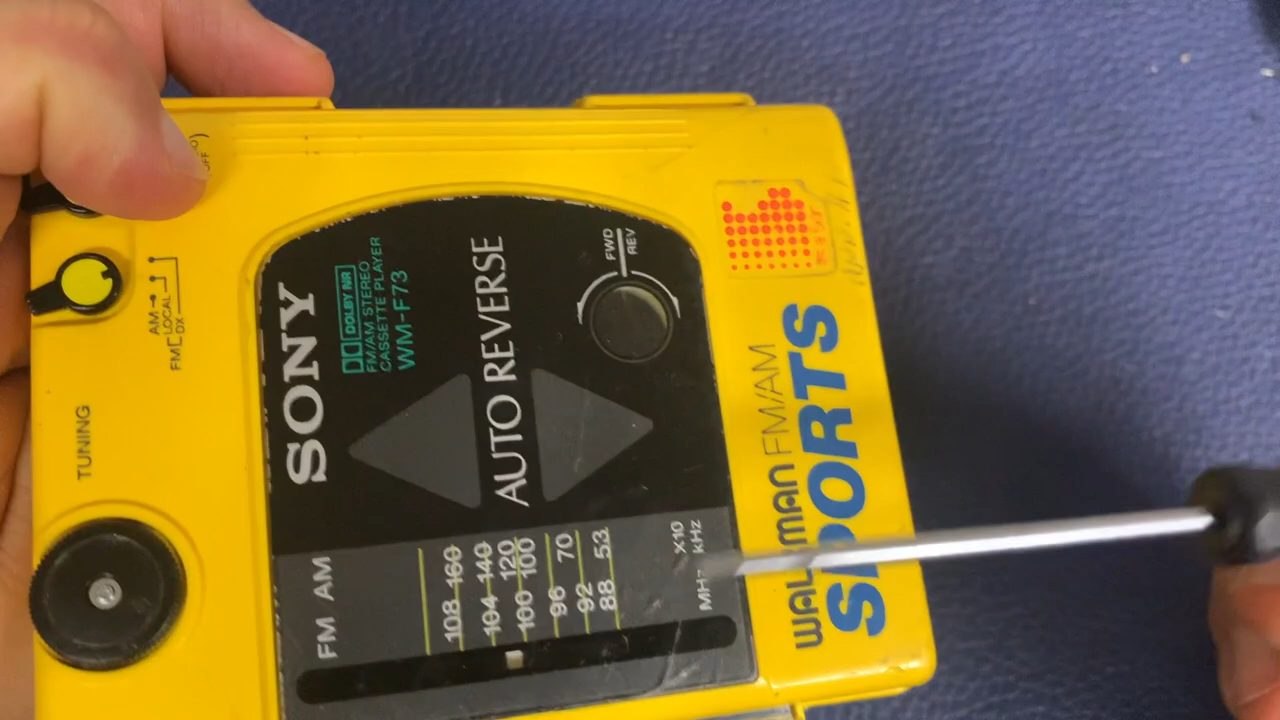 SONY
DOLBY NR
FM/AM STEREO
CASSETTE PLAYER
WM-F73
AUTO REVERSE
FWD
REV
FM AM
108 160
104 140
120
100 100
96 70
92
88 53
X10
MHz kHz
TUNING
AM
LOCAL
FM DX
OFF
WALKMAN FM/AM
SPORTS